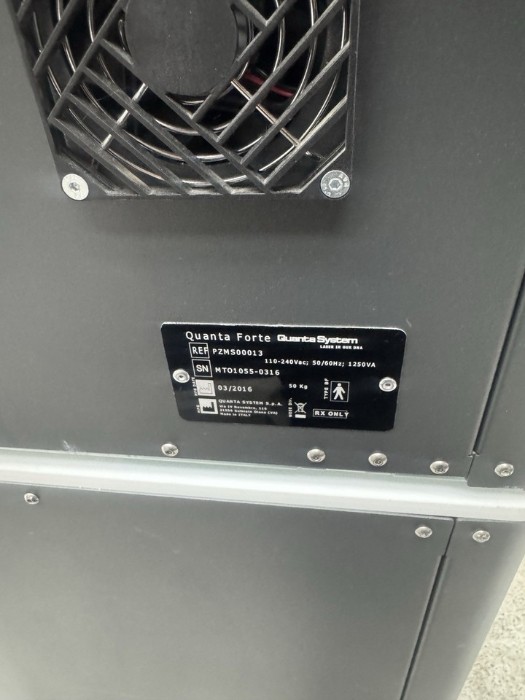 Quanta Forte Quanta System
LASER IS OUR DNA
REF PZMS00013
110-240Vac; 50/60Hz; 1250VA
SN MTO1055-0316
03/2016 50 Kg TYPE BF
QUANTA SYSTEM S.p.A.
Made in ITALY
RX ONLY